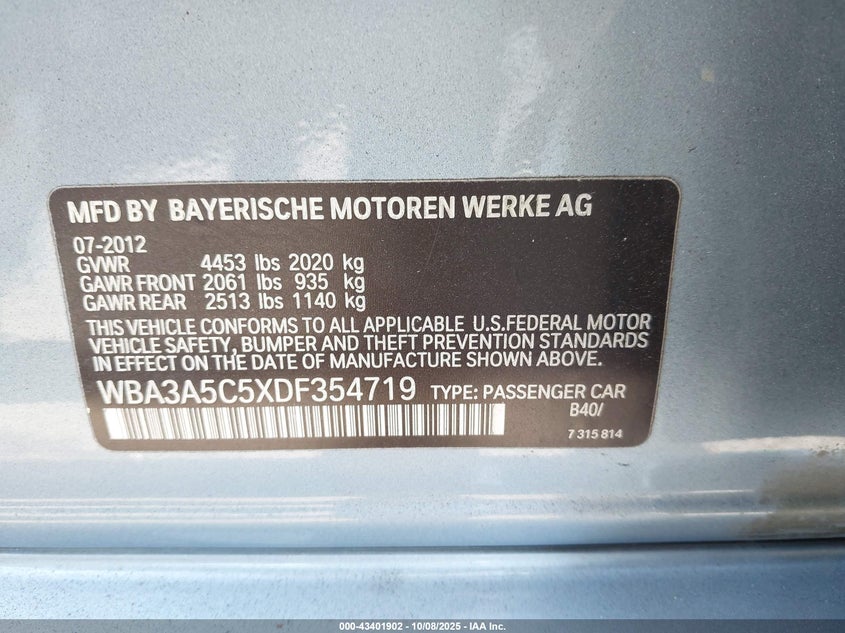 MFD BY BAYERISCHE MOTOREN WERKE AG
07-2012
GVWR 4453 lbs 2020 kg
GAWR FRONT 2061 lbs 935 kg
GAWR REAR 2513 lbs 1140 kg
THIS VEHICLE CONFORMS TO ALL APPLICABLE U.S.FEDERAL MOTOR
VEHICLE SAFETY, BUMPER AND THEFT PREVENTION STANDARDS
IN EFFECT ON THE DATE OF MANUFACTURE SHOWN ABOVE.
WBA3A5C5XDF354719 TYPE: PASSENGER CAR
B40/
7 315 814
000-43401902 - 10/08/2025 - IAA Inc.